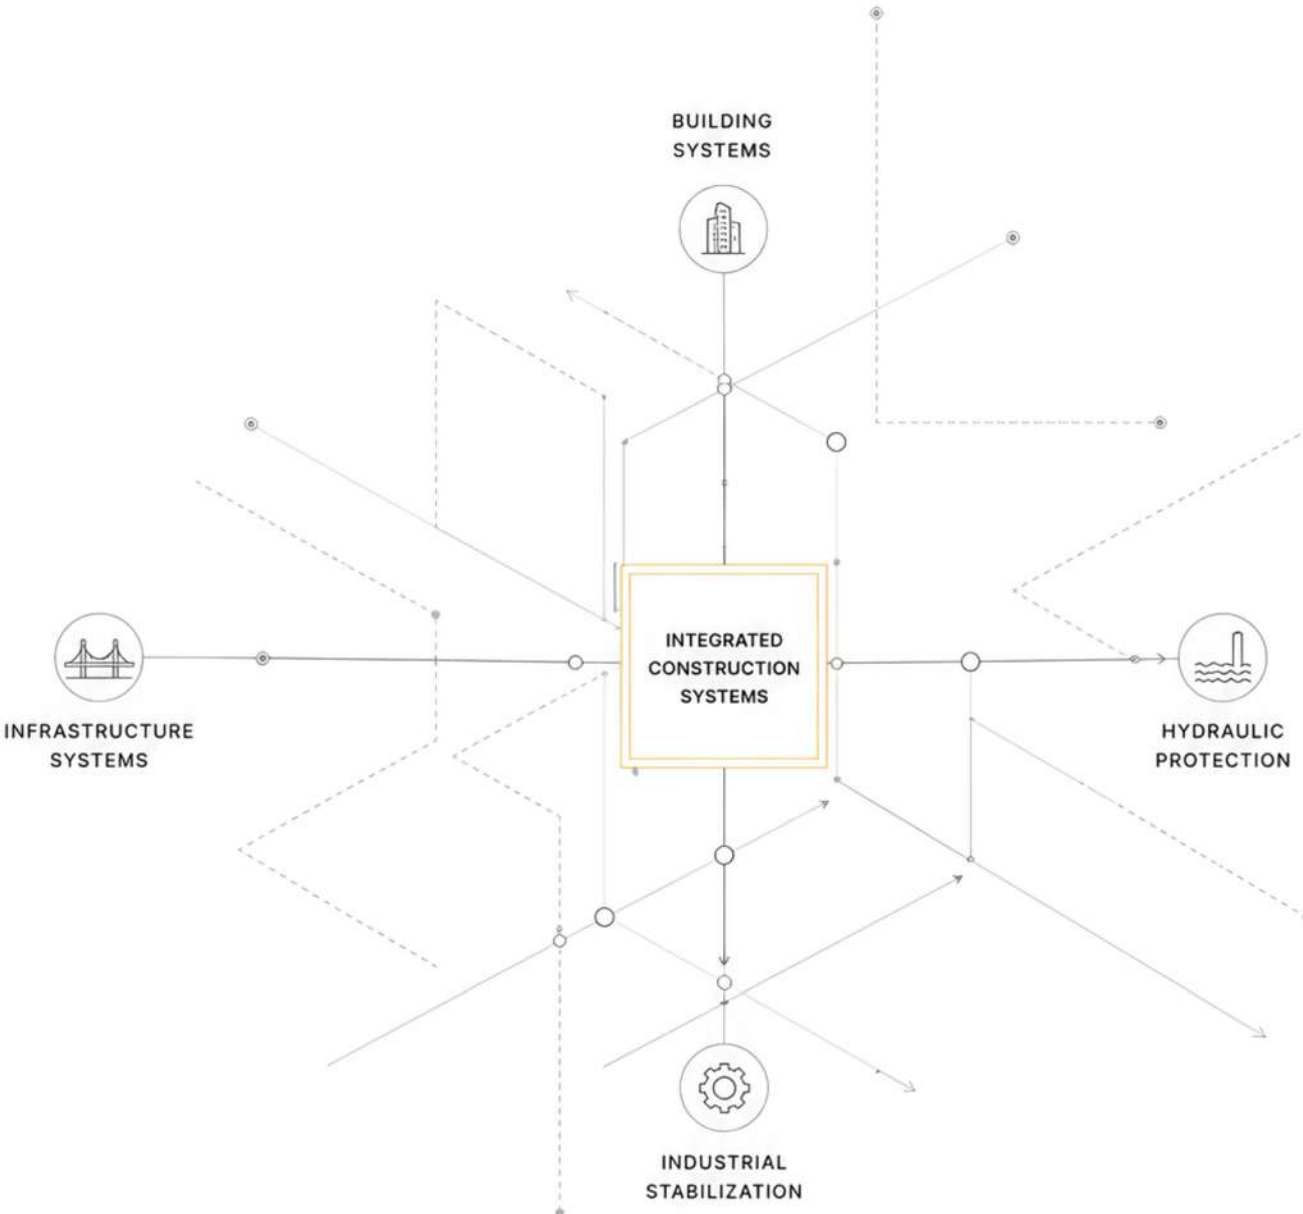 BUILDING
SYSTEMS
INTEGRATED
CONSTRUCTION
SYSTEMS
INFRASTRUCTURE
SYSTEMS
HYDRAULIC
PROTECTION
INDUSTRIAL
STABILIZATION